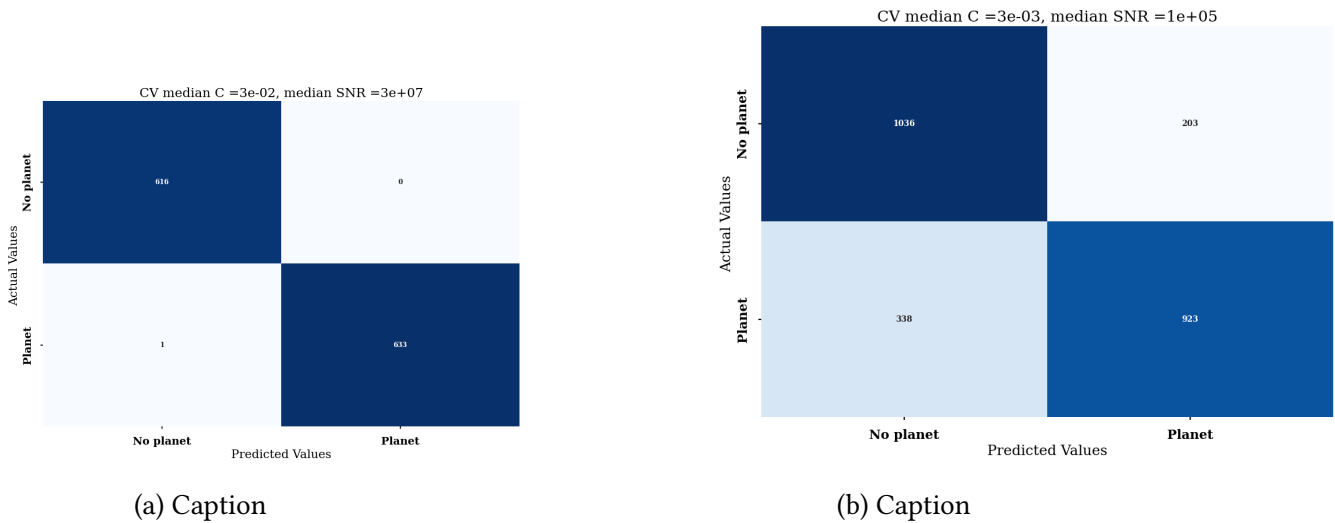 CV median C =3e-02, median SNR =3e+07
Actual Values
No planet
616
0
Planet
1
633
No planet
Planet
Predicted Values
(a) Caption
CV median C =3e-03, median SNR =1e+05
Actual Values
No planet
1036
203
Planet
338
923
No planet
Planet
Predicted Values
(b) Caption